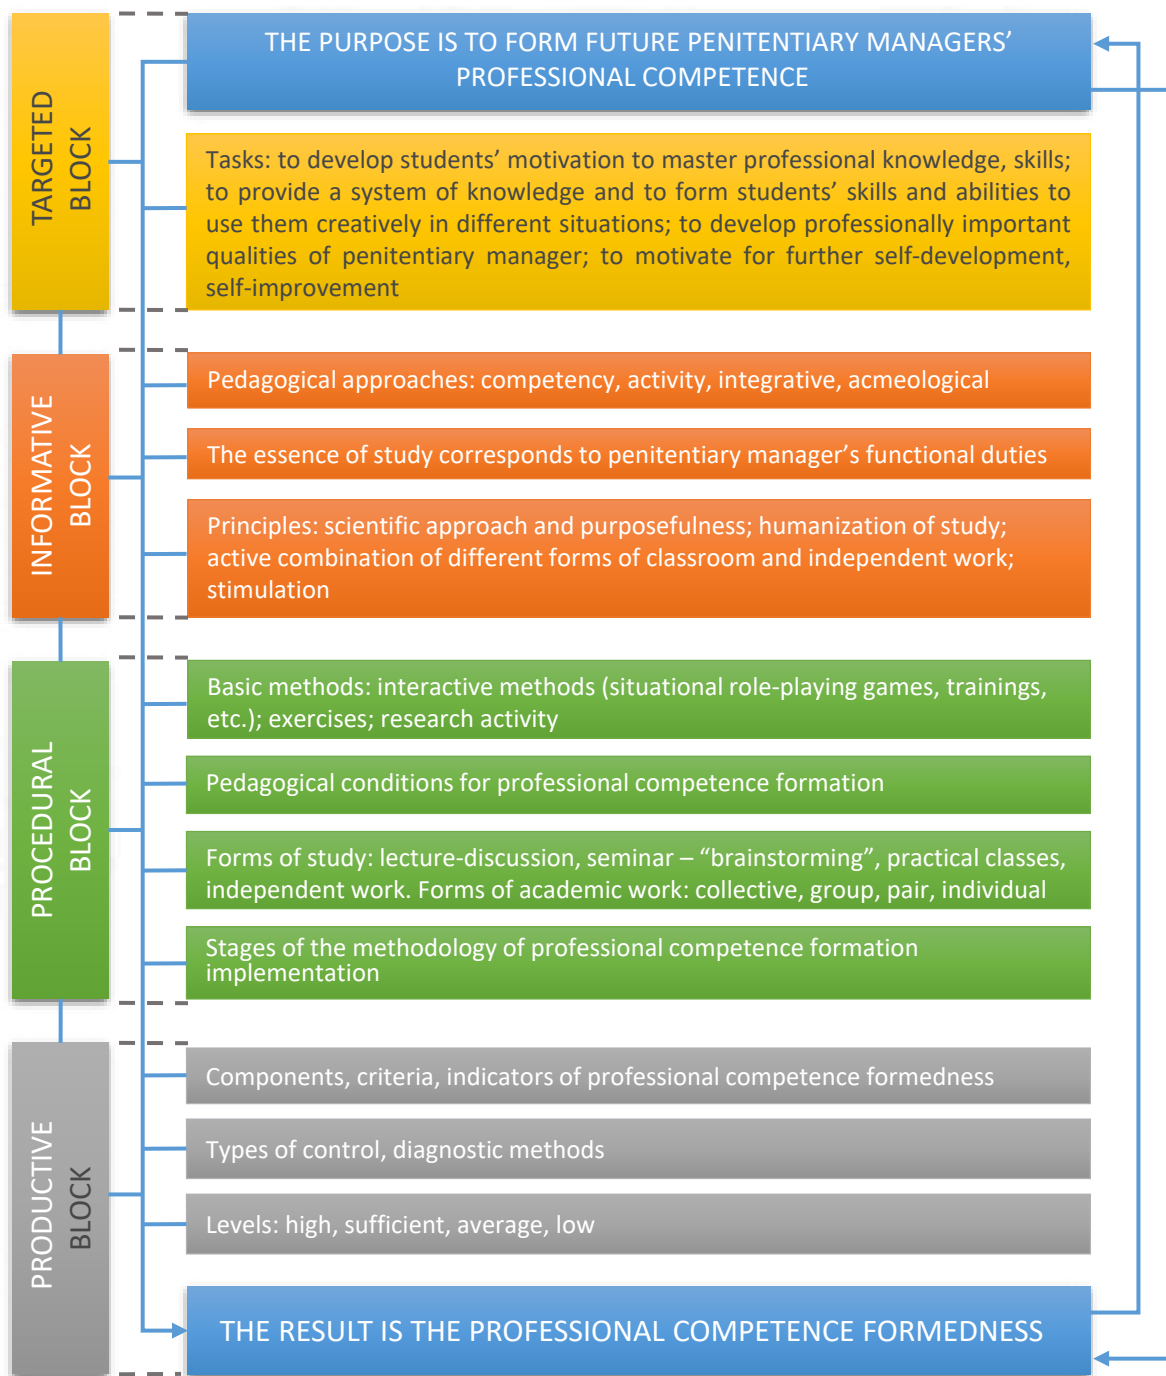 THE PURPOSE IS TO FORM FUTURE PENITENTIARY MANAGERS’
PROFESSIONAL COMPETENCE
TARGETED
BLOCK
Tasks: to develop students’ motivation to master professional knowledge, skills;
to provide a system of knowledge and to form students’ skills and abilities to
use them creatively in different situations; to develop professionally important
qualities of penitentiary manager; to motivate for further self-development,
self-improvement
INFORMATIVE
BLOCK
Pedagogical approaches: competency, activity, integrative, acmeological
The essence of study corresponds to penitentiary manager’s functional duties
Principles: scientific approach and purposefulness; humanization of study;
active combination of different forms of classroom and independent work;
stimulation
PROCEDURAL
BLOCK
Basic methods: interactive methods (situational role-playing games, trainings,
etc.); exercises; research activity
Pedagogical conditions for professional competence formation
Forms of study: lecture-discussion, seminar – “brainstorming”, practical classes,
independent work. Forms of academic work: collective, group, pair, individual
Stages of the methodology of professional competence formation
implementation
PRODUCTIVE
BLOCK
Components, criteria, indicators of professional competence formedness
Types of control, diagnostic methods
Levels: high, sufficient, average, low
THE RESULT IS THE PROFESSIONAL COMPETENCE FORMEDNESS